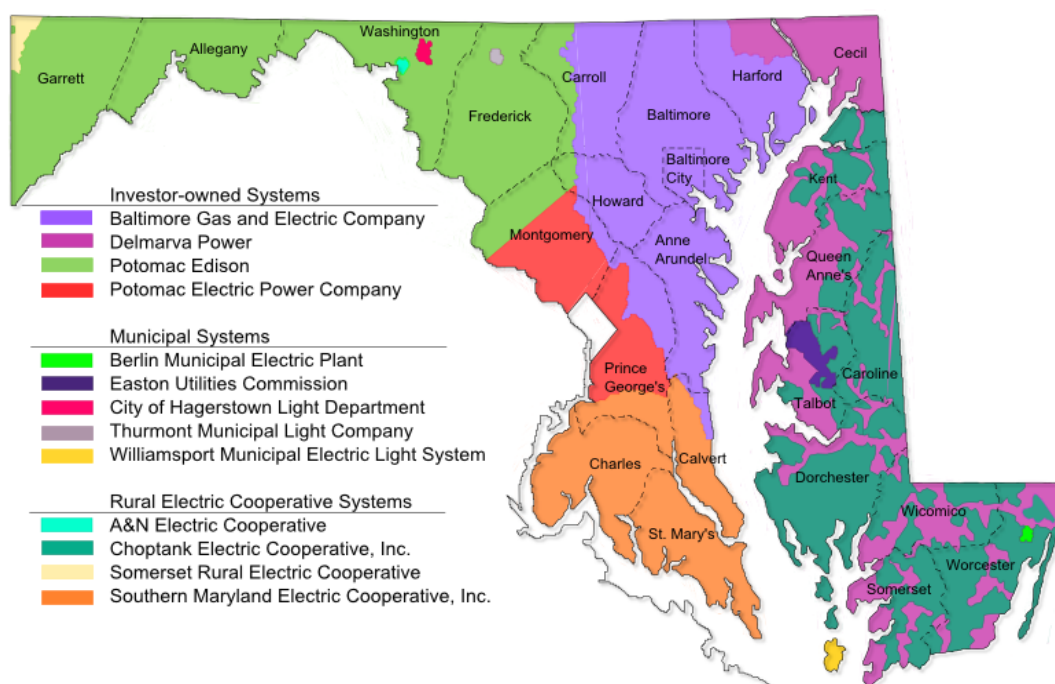 Washington
Allegany
Garrett
Cecil
Carroll
Harford
Frederick
Baltimore
Baltimore
City
Kent
Investor-owned Systems
Baltimore Gas and Electric Company
Delmarva Power
Potomac Edison
Potomac Electric Power Company
Howard
Montgomery
Anne
Arundel
Queen
Anne's
Municipal Systems
Berlin Municipal Electric Plant
Easton Utilities Commission
City of Hagerstown Light Department
Thurmont Municipal Light Company
Williamsport Municipal Electric Light System
Prince
George's
Caroline
Talbot
Charles
Calvert
Dorchester
Rural Electric Cooperative Systems
A&N Electric Cooperative
Choptank Electric Cooperative, Inc.
Somerset Rural Electric Cooperative
Southern Maryland Electric Cooperative, Inc.
St. Mary's
Wicomico
Worcester
Somerset